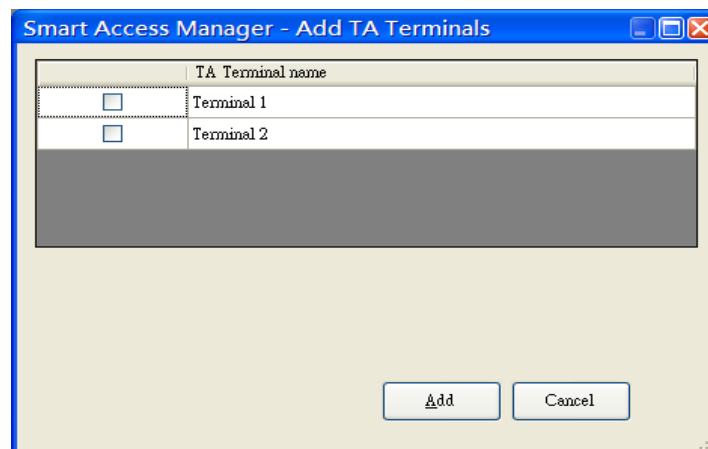 Smart Access Manager - Add TA Terminals
TA Terminal name
Terminal 1
Terminal 2
Add Cancel